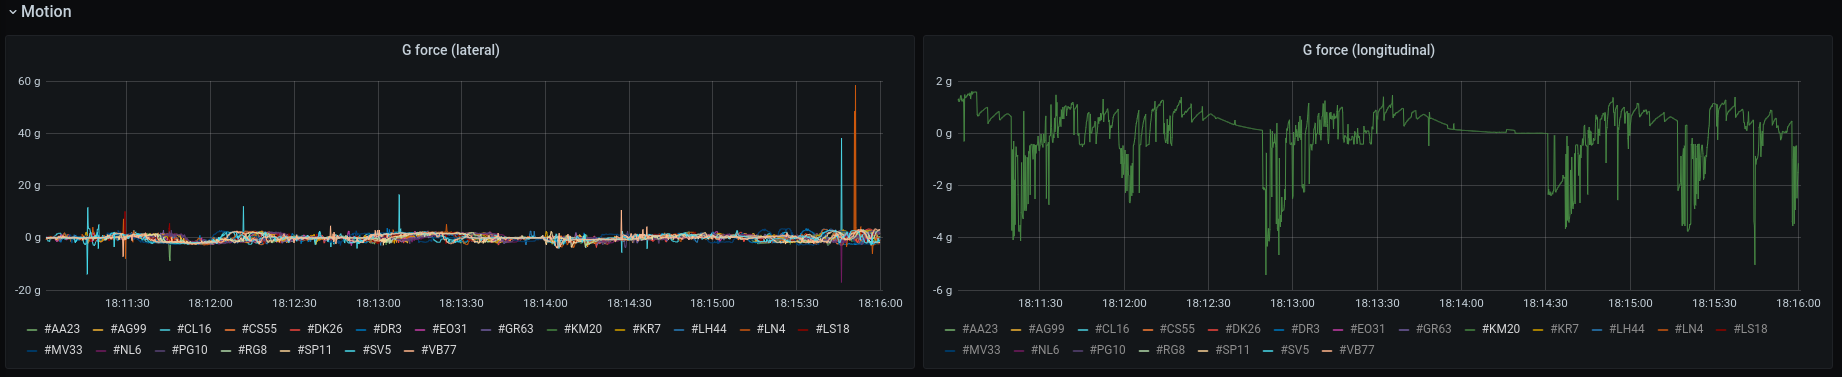 Motion
G force (lateral)
60 g
40 g
20 g
0 g
-20 g
18:11:30 18:12:00 18:12:30 18:13:00 18:13:30 18:14:00 18:14:30 18:15:00 18:15:30 18:16:00
#AA23 #AG99 #CL16 #CS55 #DK26 #DR3 #EO31 #GR63 #KM20 #KR7 #LH44 #LN4 #LS18
#MV33 #NL6 #PG10 #RG8 #SP11 #SV5 #VB77
G force (longitudinal)
2 g
0 g
-2 g
-4 g
-6 g
18:11:30 18:12:00 18:12:30 18:13:00 18:13:30 18:14:00 18:14:30 18:15:00 18:15:30 18:16:00
#AA23 #AG99 #CL16 #CS55 #DK26 #DR3 #EO31 #GR63 #KM20 #KR7 #LH44 #LN4 #LS18
#MV33 #NL6 #PG10 #RG8 #SP11 #SV5 #VB77